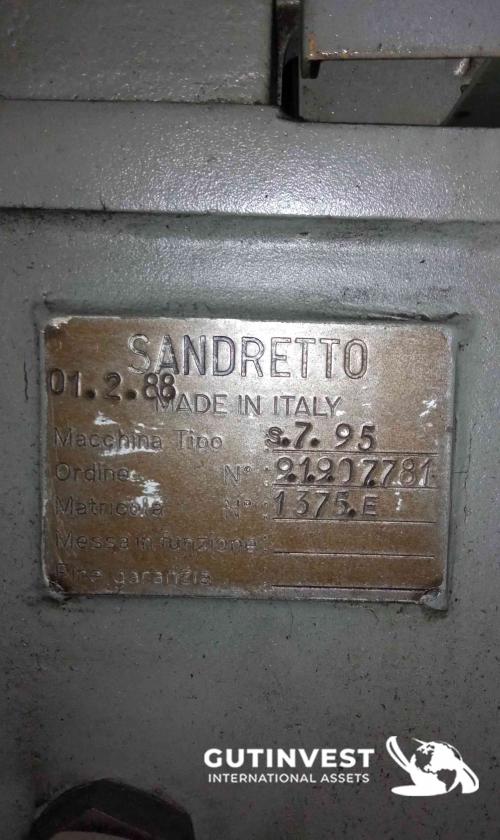 SANDRETTO
01.2.88
MADE IN ITALY
Macchina Tipo s.7.95
Ordine N° : 91907781
Matricola N° : 1375.E
Messa in funzione :
Fine garanzia :
GUTINVEST
INTERNATIONAL ASSETS